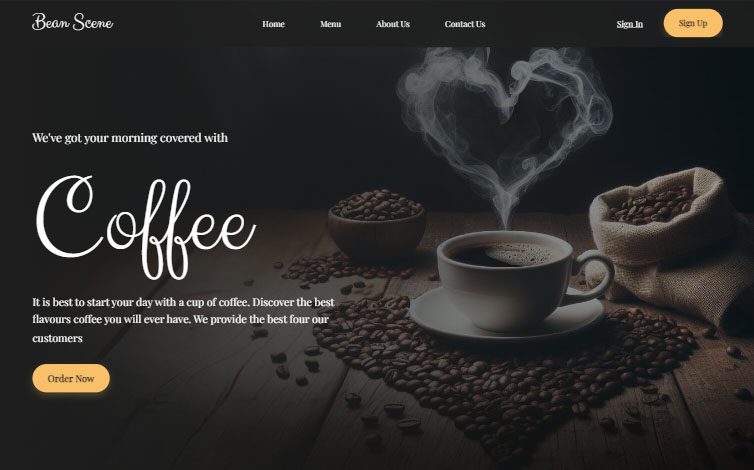 Bean Scene
Home
Menu
About Us
Contact Us
Sign In
Sign Up
We've got your morning covered with
Coffee
It is best to start your day with a cup of coffee. Discover the best
flavours coffee you will ever have. We provide the best four our
customers
Order Now